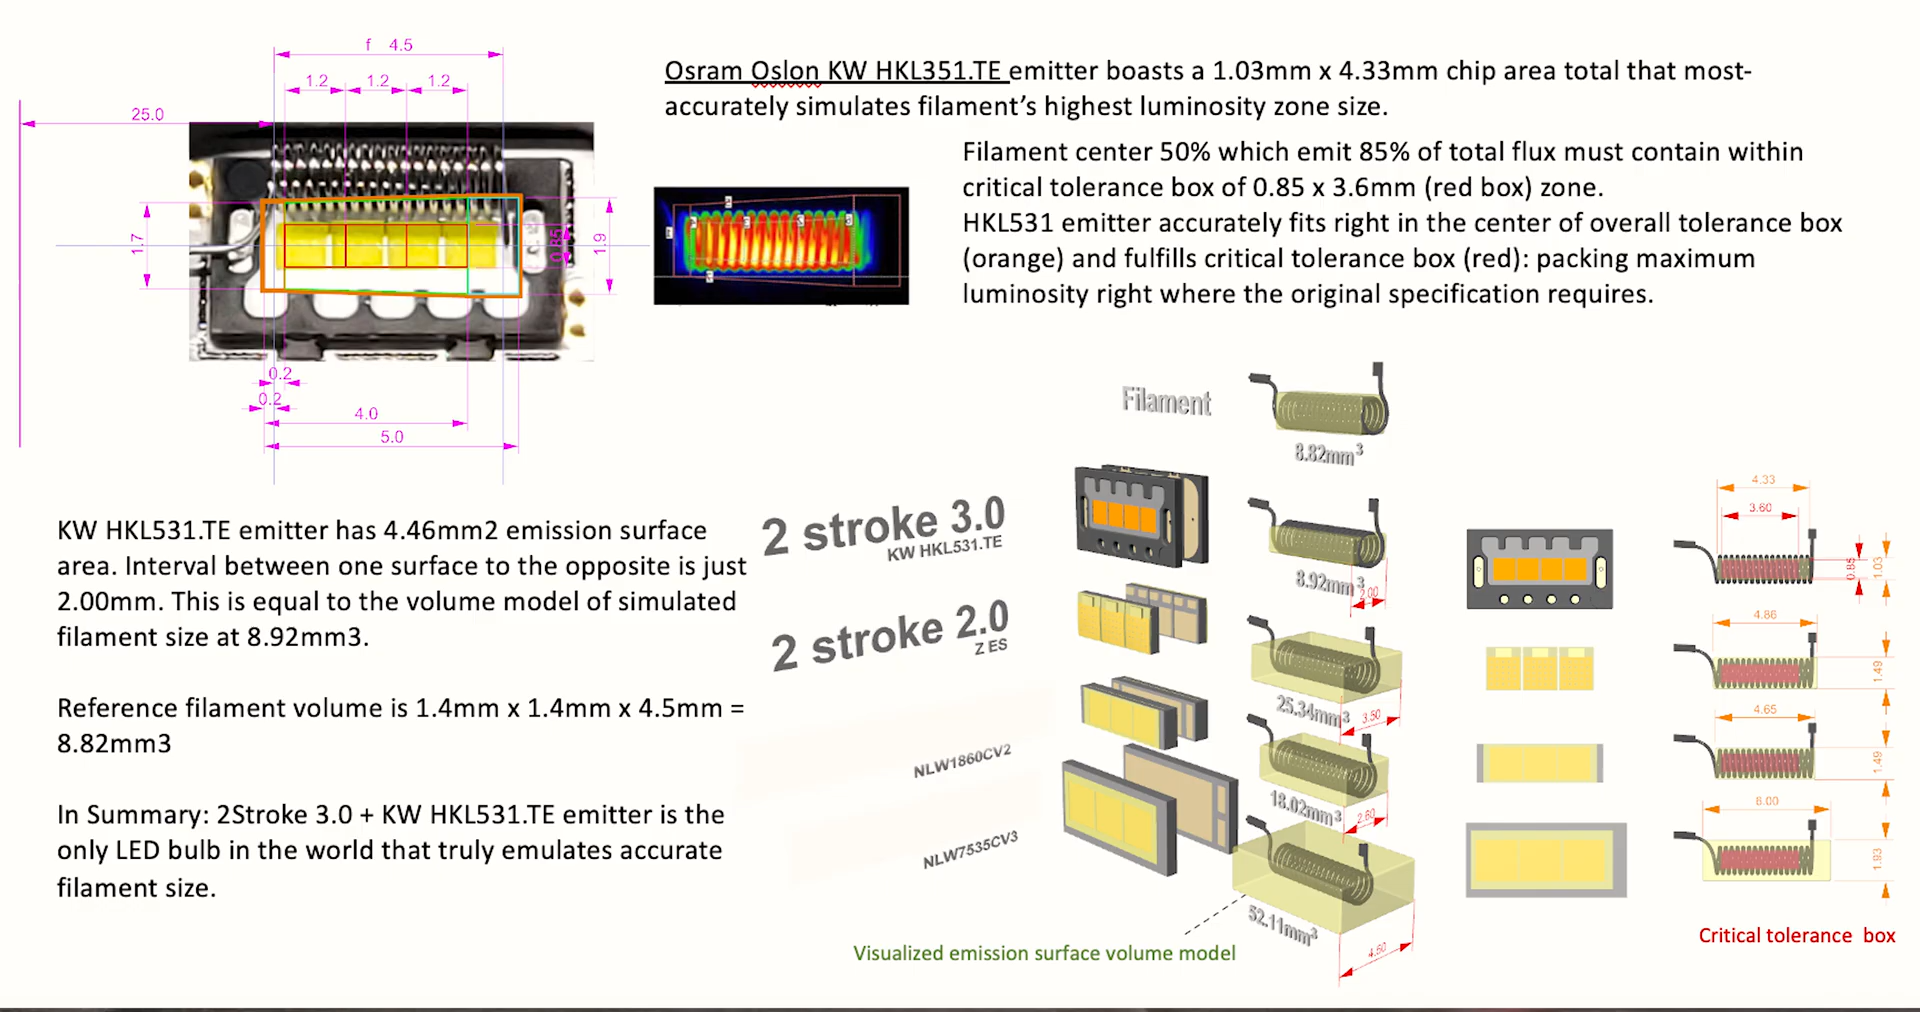 f 4.5
1.2 1.2 1.2
25.0
1.7
0.85
1.9
0.2
0.2
4.0
5.0
Osram Oslon KW HKL351.TE emitter boasts a 1.03mm x 4.33mm chip area total that most-
accurately simulates filament’s highest luminosity zone size.
Filament center 50% which emit 85% of total flux must contain within
critical tolerance box of 0.85 x 3.6mm (red box) zone.
HKL531 emitter accurately fits right in the center of overall tolerance box
(orange) and fulfills critical tolerance box (red): packing maximum
luminosity right where the original specification requires.
KW HKL531.TE emitter has 4.46mm2 emission surface
area. Interval between one surface to the opposite is just
2.00mm. This is equal to the volume model of simulated
filament size at 8.92mm3.
Reference filament volume is 1.4mm x 1.4mm x 4.5mm =
8.82mm3
In Summary: 2Stroke 3.0 + KW HKL531.TE emitter is the
only LED bulb in the world that truly emulates accurate
filament size.
Filament
8.82mm³
2 stroke 3.0
KW HKL531.TE
8.92mm³
2.00
2 stroke 2.0
Z ES
25.34mm³
3.50
NLW1860CV2
18.02mm³
2.60
NLW7535CV3
52.11mm³
4.50
Visualized emission surface volume model
4.33
3.60
0.85
1.03
4.86
1.49
4.65
1.49
6.00
1.93
Critical tolerance box